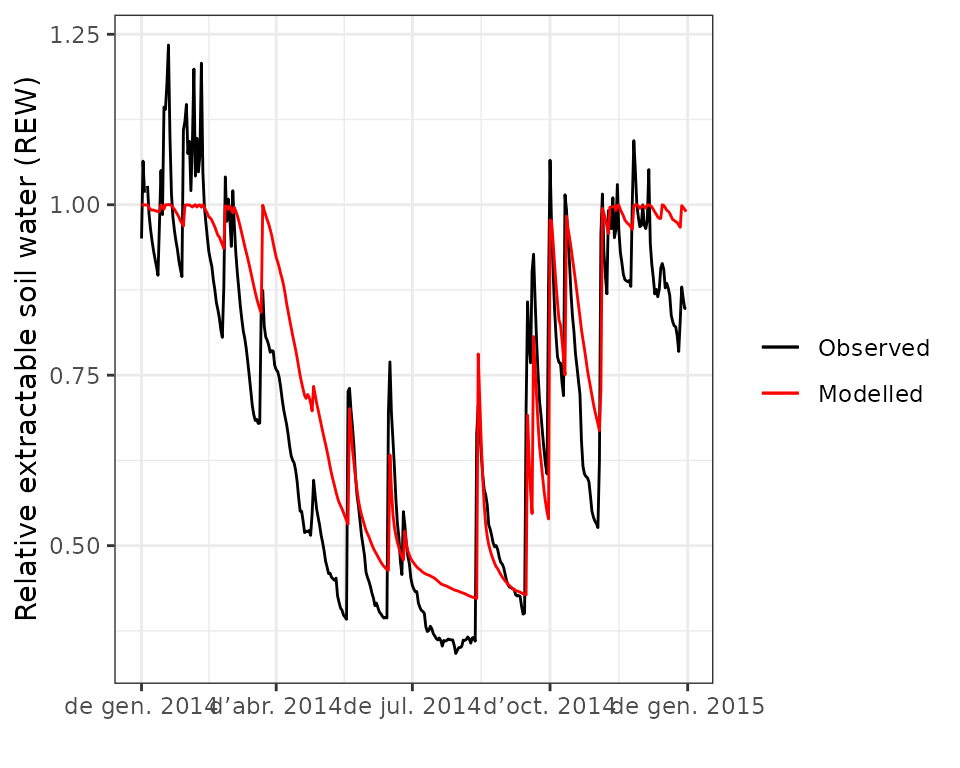 Relative extractable soil water (REW)
1.25
1.00
0.75
0.50
de gen. 2014
d’abr. 2014
de jul. 2014
d’oct. 2014
de gen. 2015
Observed
Modelled